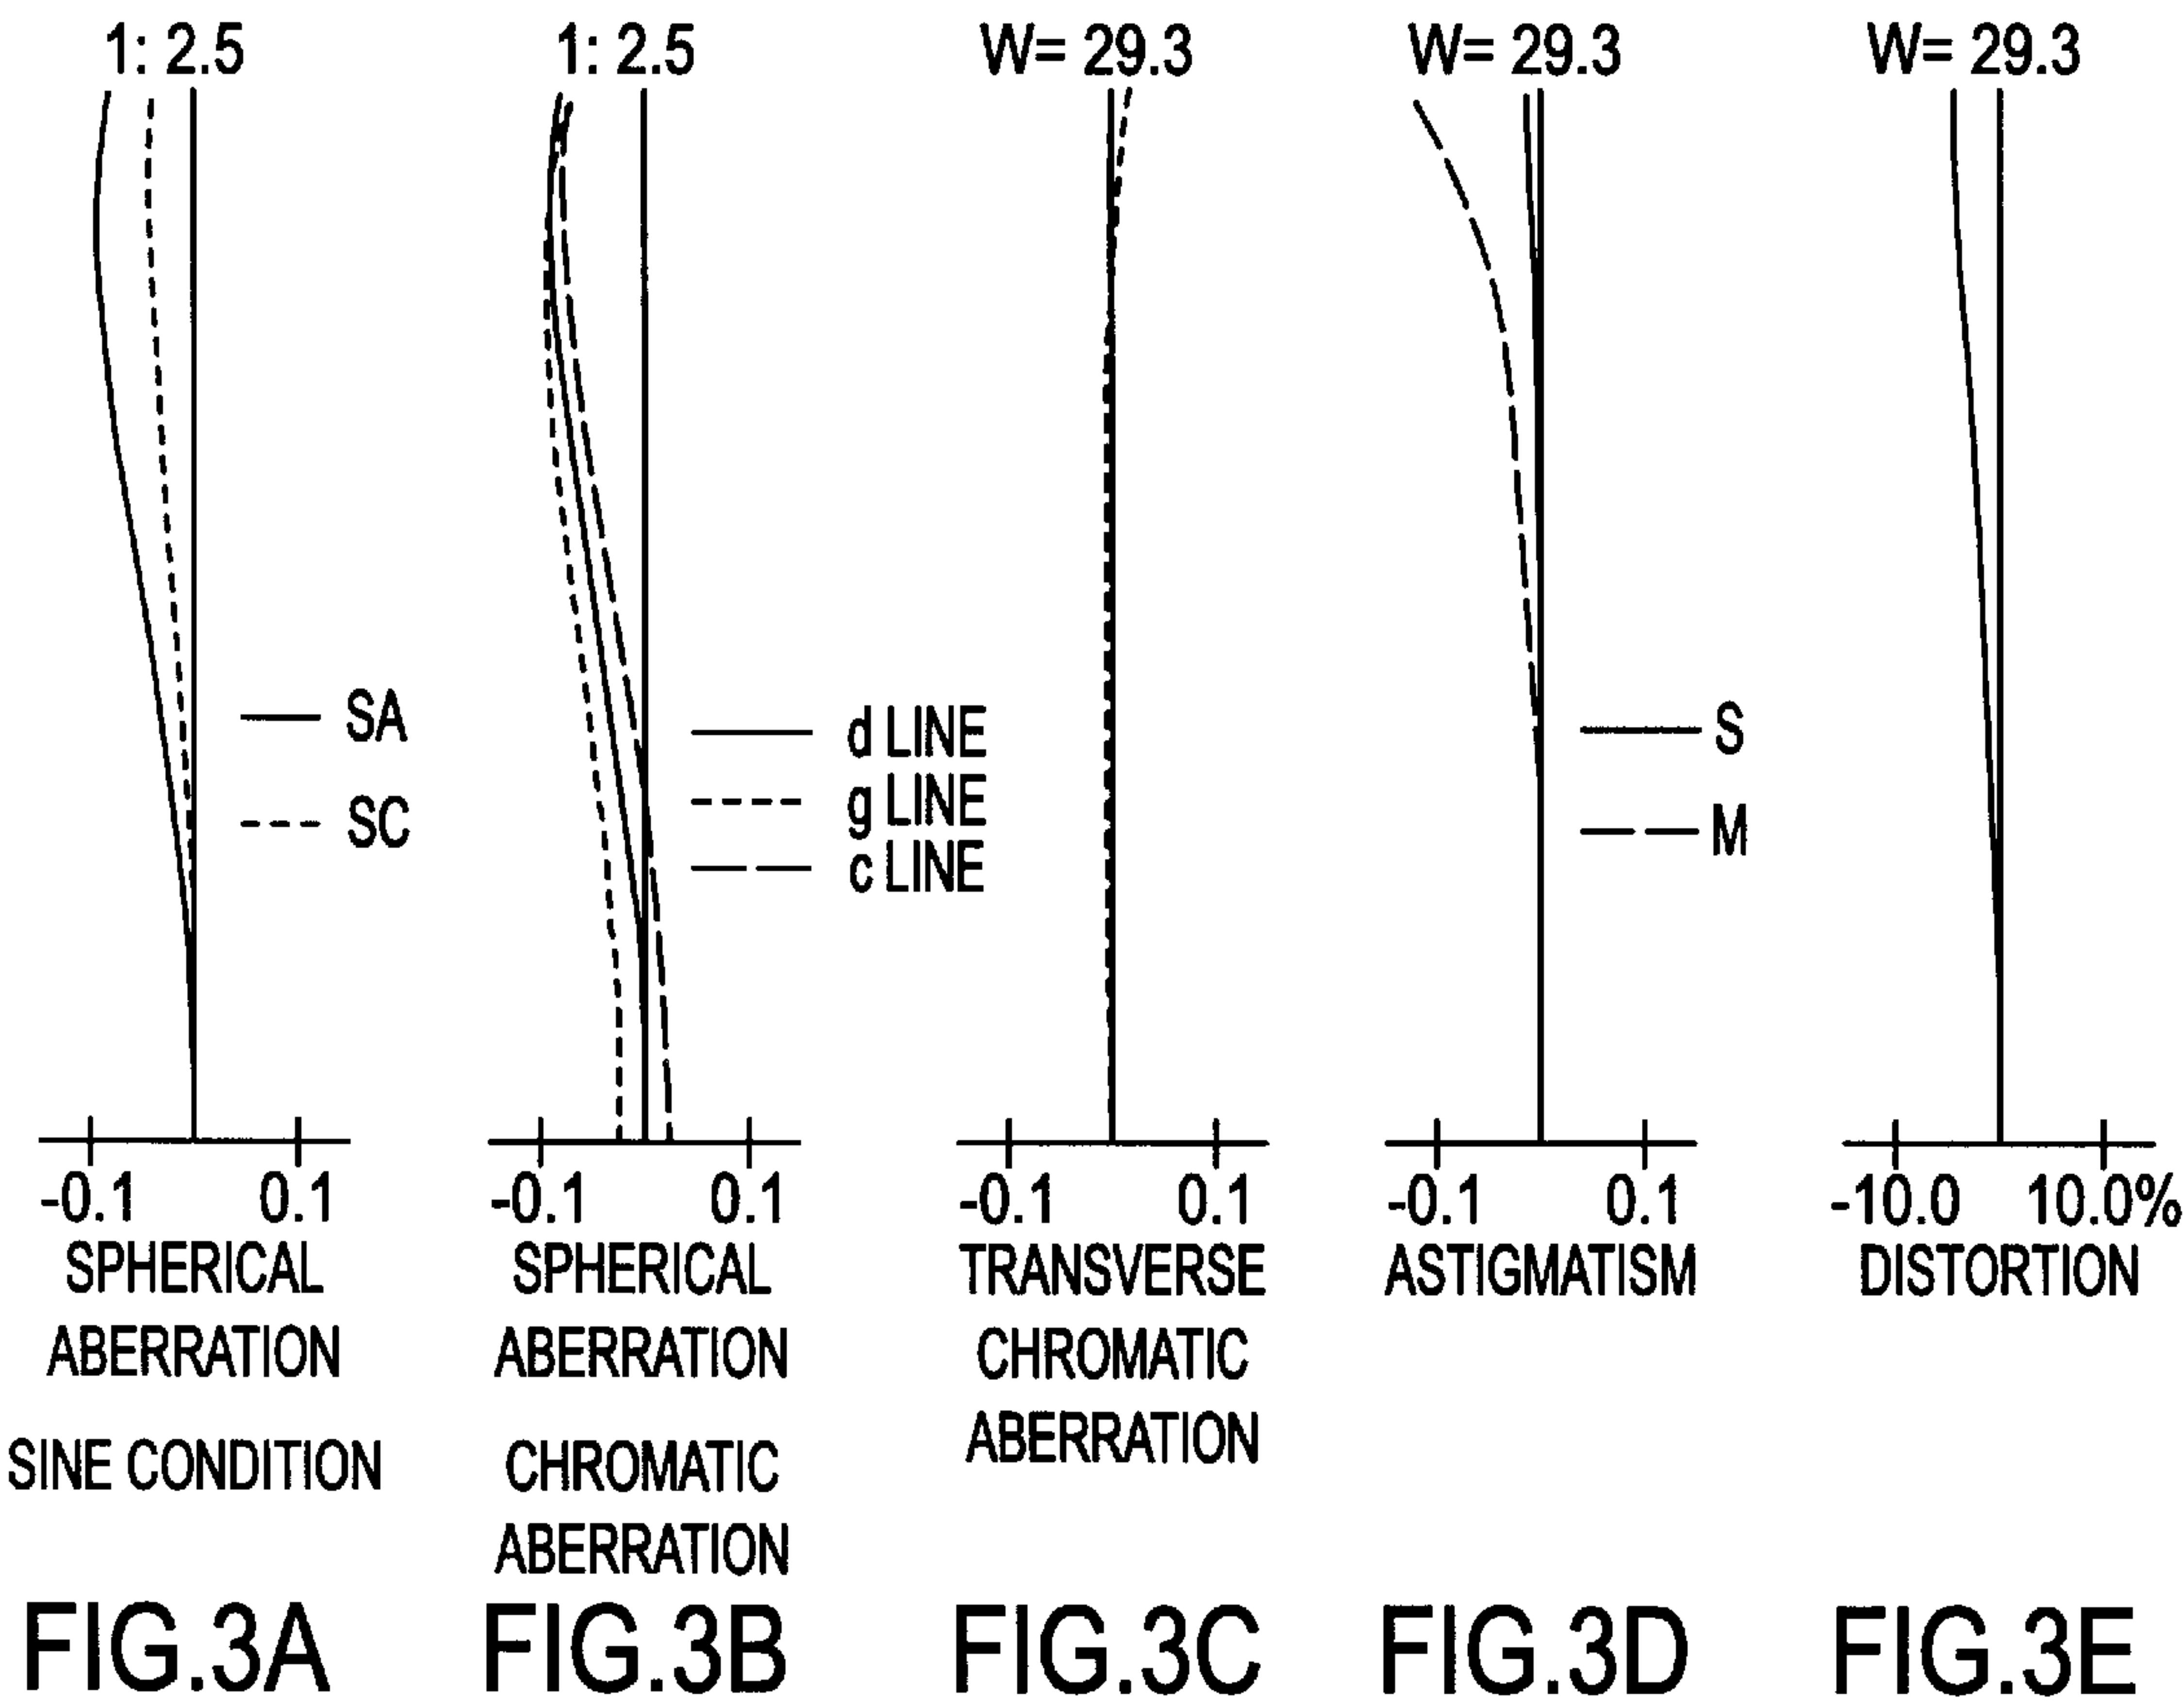 1: 2.5
SA
SC
-0.1 0.1
SPHERICAL
ABERRATION
SINE CONDITION
FIG.3A
1: 2.5
d LINE
g LINE
c LINE
-0.1 0.1
SPHERICAL
ABERRATION
CHROMATIC
ABERRATION
FIG.3B
W= 29.3
-0.1 0.1
TRANSVERSE
CHROMATIC
ABERRATION
FIG.3C
W= 29.3
S
M
-0.1 0.1
ASTIGMATISM
FIG.3D
W= 29.3
-10.0 10.0%
DISTORTION
FIG.3E